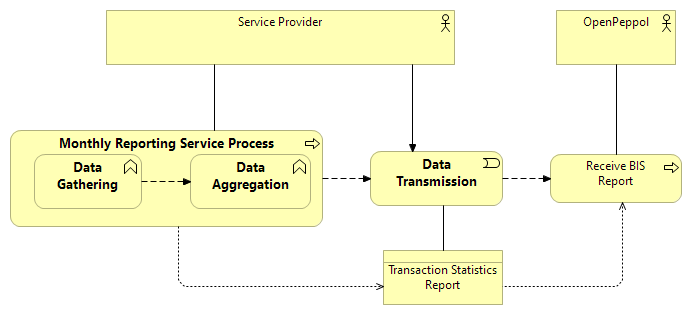 Service Provider
OpenPeppol
Monthly Reporting Service Process
Data
Gathering
Data
Aggregation
Data
Transmission
Receive BIS
Report
Transaction Statistics
Report